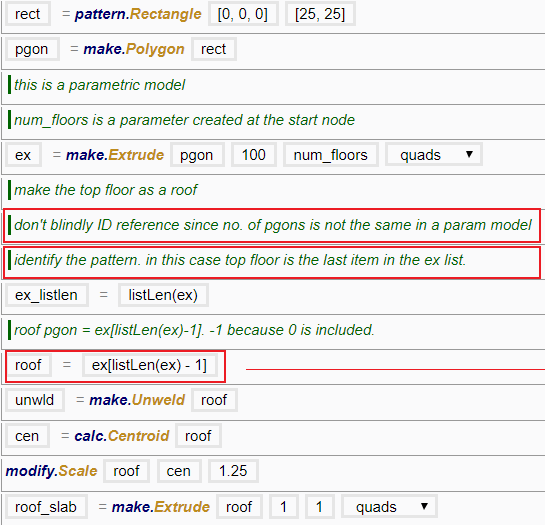 rect = pattern.Rectangle [0, 0, 0] [25, 25]
pgon = make.Polygon rect
this is a parametric model
num_floors is a parameter created at the start node
ex = make.Extrude pgon 100 num_floors quads
make the top floor as a roof
don't blindly ID reference since no. of pgons is not the same in a param model
identify the pattern. in this case top floor is the last item in the ex list.
ex_listlen = listLen(ex)
roof pgon = ex[listLen(ex)-1]. -1 because 0 is included.
roof = ex[listLen(ex) - 1]
unwld = make.Unweld roof
cen = calc.Centroid roof
modify.Scale roof cen 1.25
roof_slab = make.Extrude roof 1 1 quads